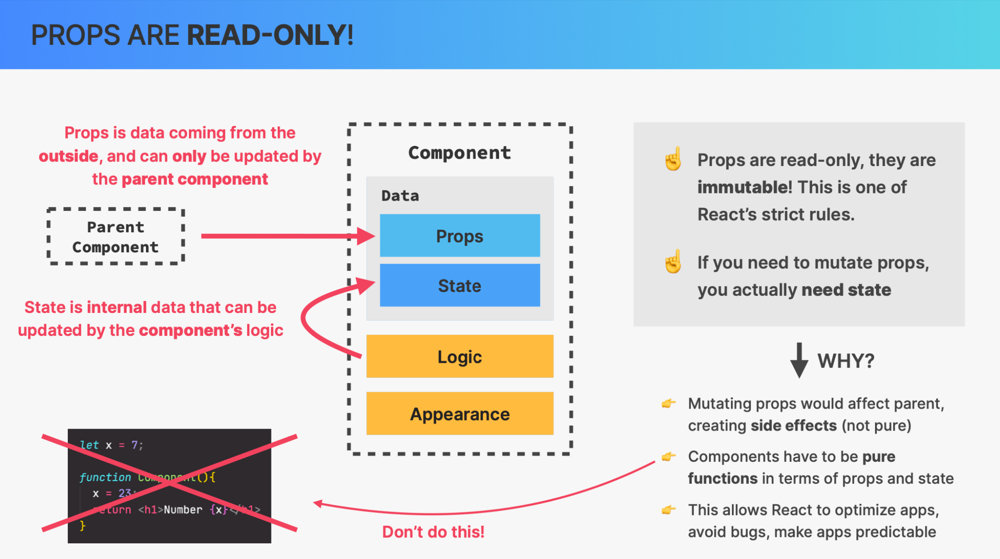 PROPS ARE READ-ONLY!
Props is data coming from the
outside, and can only be updated by
the parent component
Parent
Component
State is internal data that can be
updated by the component's logic
Component
Data
Props
State
Logic
Appearance
☝️ Props are read-only, they are
immutable! This is one of
React's strict rules.
☝️ If you need to mutate props,
you actually need state
WHY?
👉 Mutating props would affect parent,
creating side effects (not pure)
👉 Components have to be pure
functions in terms of props and state
👉 This allows React to optimize apps,
avoid bugs, make apps predictable
let x = 7;
function Component(){
x = 23;
return <h1>Number {x}</h1>
}
Don't do this!